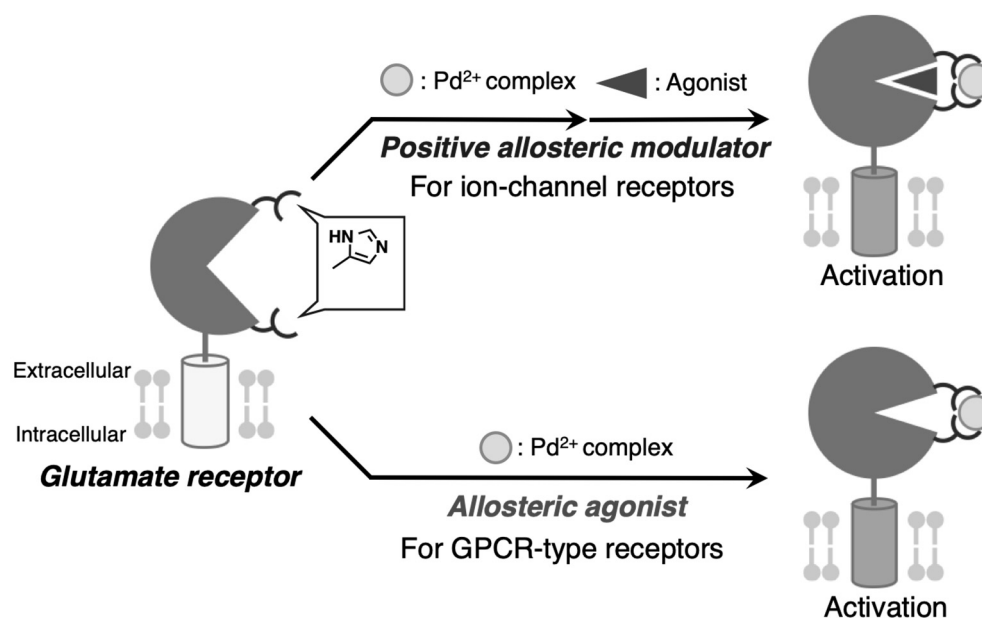 : Pd²⁺ complex : Agonist
Positive allosteric modulator
For ion-channel receptors
HN
N
Activation
Extracellular
Intracellular
Glutamate receptor
: Pd²⁺ complex
Allosteric agonist
For GPCR-type receptors
Activation